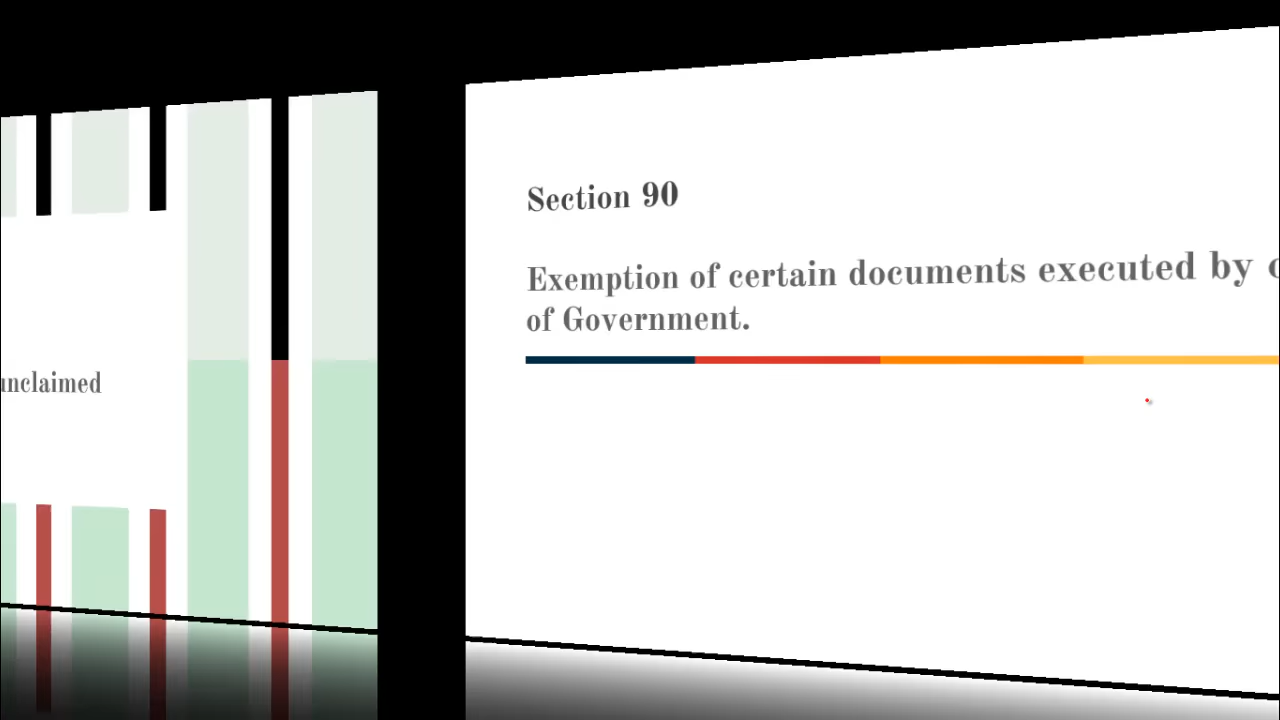 unclaimed
Section 90
Exemption of certain documents executed by
of Government.